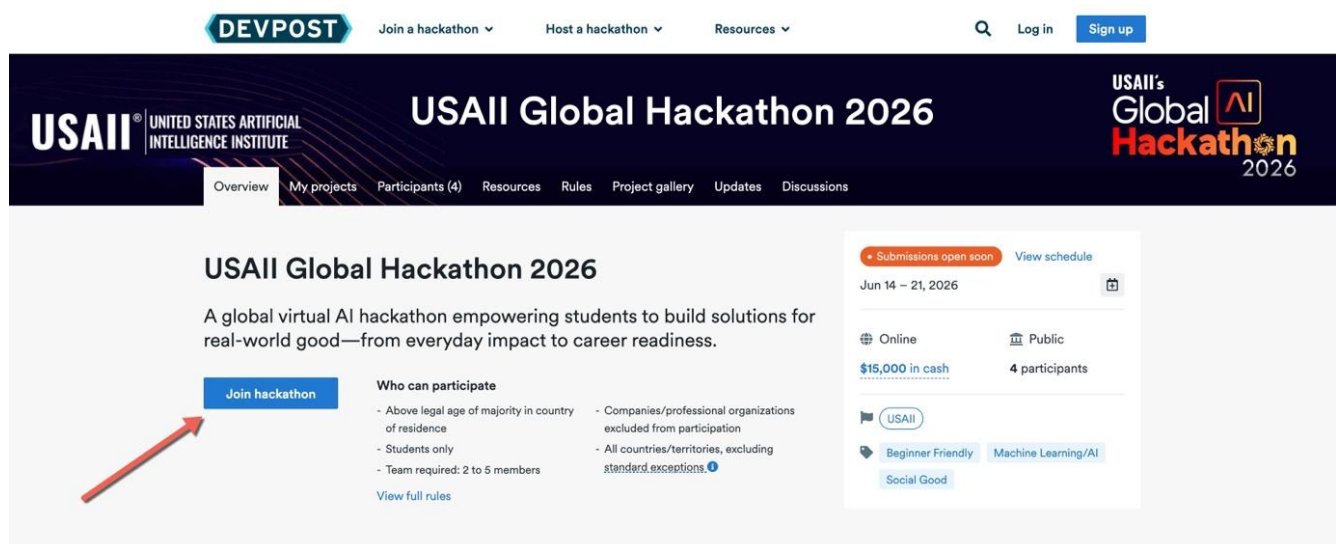 DEVPOST
Join a hackathon
Host a hackathon
Resources
Log in
Sign up
USAII® UNITED STATES ARTIFICIAL
INTELLIGENCE INSTITUTE
USAII Global Hackathon 2026
USAII's
Global AI
Hackathon
2026
Overview
My projects
Participants (4)
Resources
Rules
Project gallery
Updates
Discussions
USAII Global Hackathon 2026
A global virtual AI hackathon empowering students to build solutions for
real-world good—from everyday impact to career readiness.
Join hackathon
Who can participate
- Above legal age of majority in country
of residence
- Students only
- Team required: 2 to 5 members
- Companies/professional organizations
excluded from participation
- All countries/territories, excluding
standard exceptions
View full rules
• Submissions open soon
View schedule
Jun 14 – 21, 2026
Online
Public
$15,000 in cash
4 participants
USAII
Beginner Friendly
Machine Learning/AI
Social Good